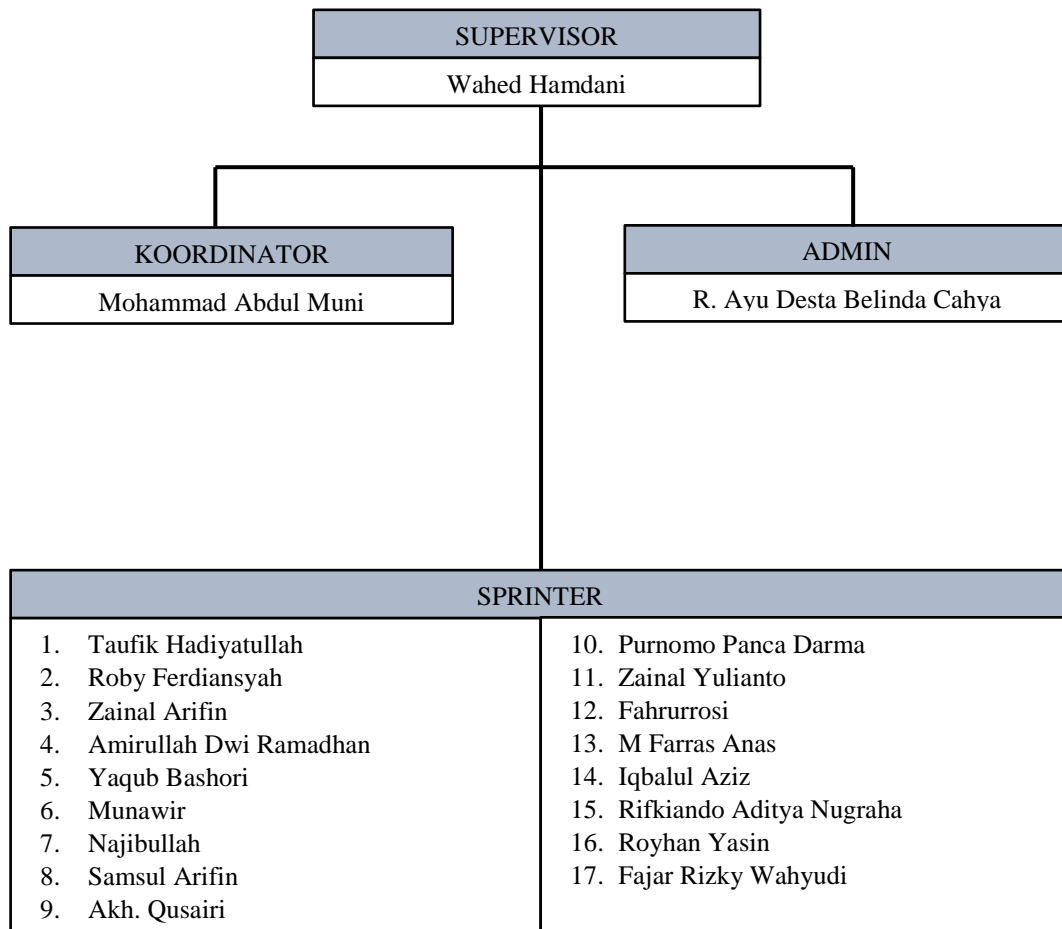 SUPERVISOR
Wahed Hamdani
KOORDINATOR
Mohammad Abdul Muni
ADMIN
R. Ayu Desta Belinda Cahya
SPRINTER
1. Taufik Hadiyatullah
2. Roby Ferdiansyah
3. Zainal Arifin
4. Amirullah Dwi Ramadhan
5. Yaqub Bashori
6. Munawir
7. Najibullah
8. Samsul Arifin
9. Akh. Qusairi
10. Purnomo Panca Darma
11. Zainal Yulianto
12. Fahrurrosi
13. M Farras Anas
14. Iqbalul Aziz
15. Rifkiando Aditya Nugraha
16. Royhan Yasin
17. Fajar Rizky Wahyudi